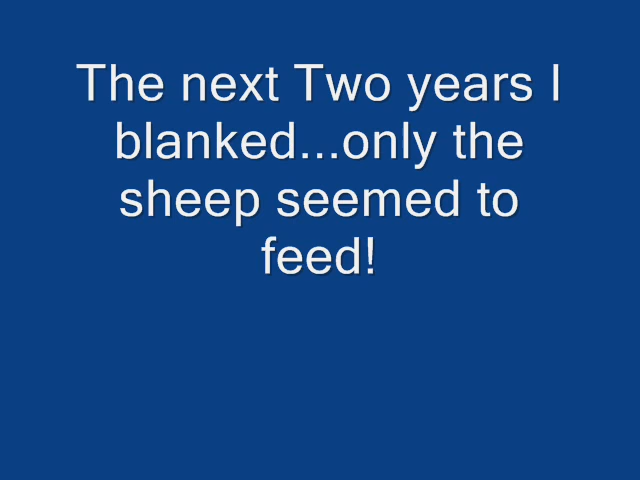 The next Two years I
blanked...only the
sheep seemed to
feed!